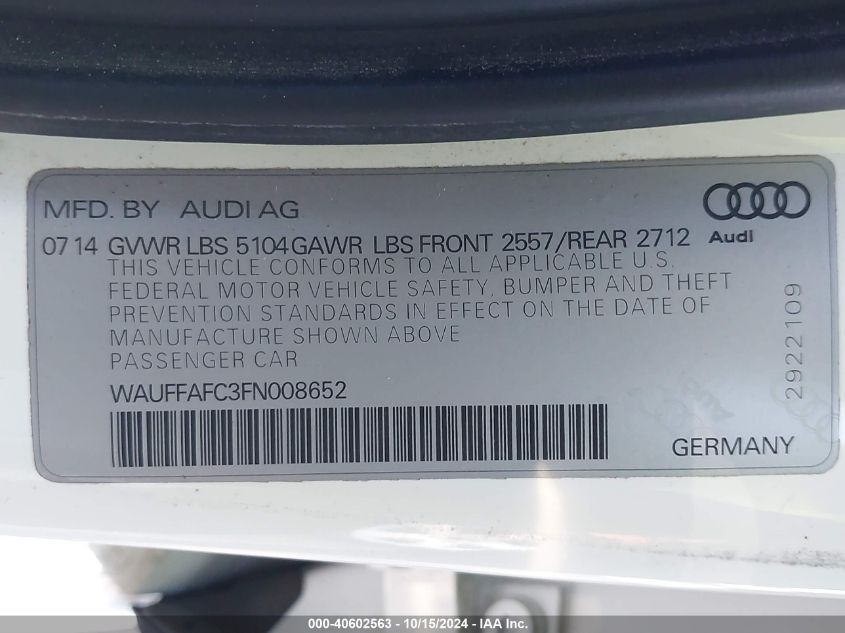 MFD. BY AUDI AG
07 14 GVWR LBS 5104 GAWR LBS FRONT 2557/REAR 2712
Audi
THIS VEHICLE CONFORMS TO ALL APPLICABLE U.S.
FEDERAL MOTOR VEHICLE SAFETY, BUMPER AND THEFT
PREVENTION STANDARDS IN EFFECT ON THE DATE OF
MANUFACTURE SHOWN ABOVE
PASSENGER CAR
WAUFFAFC3FN008652
2922109
GERMANY
000-40602563 - 10/15/2024 - IAA Inc.